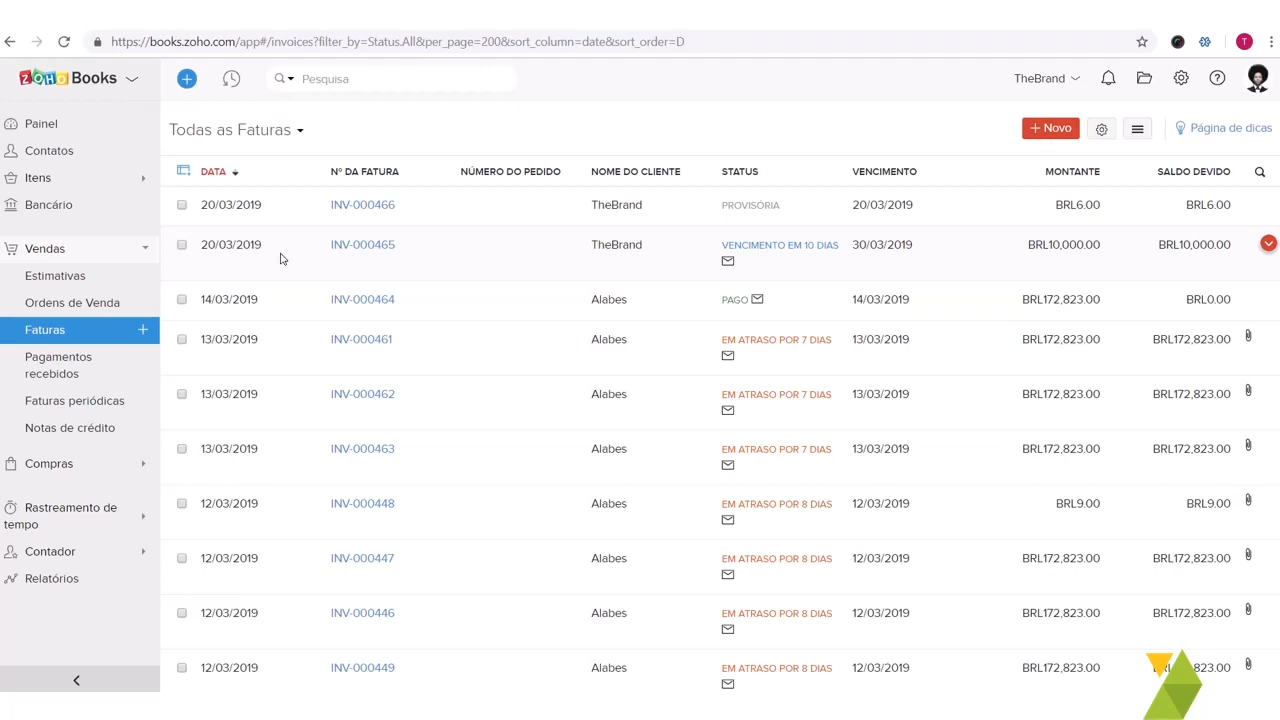 https://books.zoho.com/app#/invoices?filter_by=Status.All&per_page=200&sort_column=date&sort_order=D
T
ZOHO Books
Pesquisa
TheBrand
Painel
Contatos
Itens
Bancário
Vendas
Estimativas
Ordens de Venda
Faturas
Pagamentos
recebidos
Faturas periódicas
Notas de crédito
Compras
Rastreamento de
tempo
Contador
Relatórios
Todas as Faturas
+ Novo
Página de dicas
DATA Nº DA FATURA NÚMERO DO PEDIDO NOME DO CLIENTE STATUS VENCIMENTO MONTANTE SALDO DEVIDO
20/03/2019 INV-000466 TheBrand PROVISÓRIA 20/03/2019 BRL6.00 BRL6.00
20/03/2019 INV-000465 TheBrand VENCIMENTO EM 10 DIAS 30/03/2019 BRL10,000.00 BRL10,000.00
14/03/2019 INV-000464 Alabes PAGO 14/03/2019 BRL172,823.00 BRL0.00
13/03/2019 INV-000461 Alabes EM ATRASO POR 7 DIAS 13/03/2019 BRL172,823.00 BRL172,823.00
13/03/2019 INV-000462 Alabes EM ATRASO POR 7 DIAS 13/03/2019 BRL172,823.00 BRL172,823.00
13/03/2019 INV-000463 Alabes EM ATRASO POR 7 DIAS 13/03/2019 BRL172,823.00 BRL172,823.00
12/03/2019 INV-000448 Alabes EM ATRASO POR 8 DIAS 12/03/2019 BRL9.00 BRL9.00
12/03/2019 INV-000447 Alabes EM ATRASO POR 8 DIAS 12/03/2019 BRL172,823.00 BRL172,823.00
12/03/2019 INV-000446 Alabes EM ATRASO POR 8 DIAS 12/03/2019 BRL172,823.00 BRL172,823.00
12/03/2019 INV-000449 Alabes EM ATRASO POR 8 DIAS 12/03/2019 BRL172,823.00